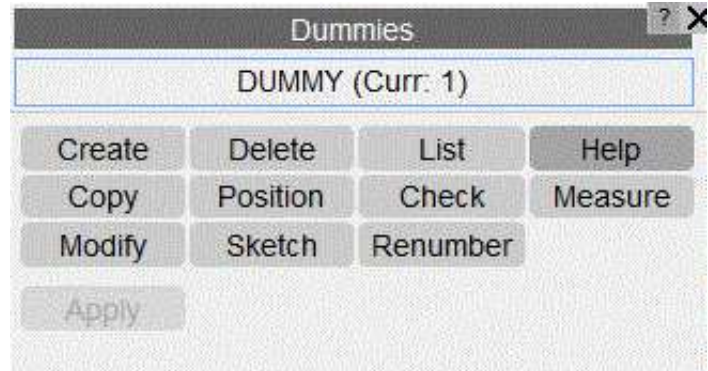 Dummies ?
DUMMY (Curr: 1)
Create Delete List Help
Copy Position Check Measure
Modify Sketch Renumber
Apply